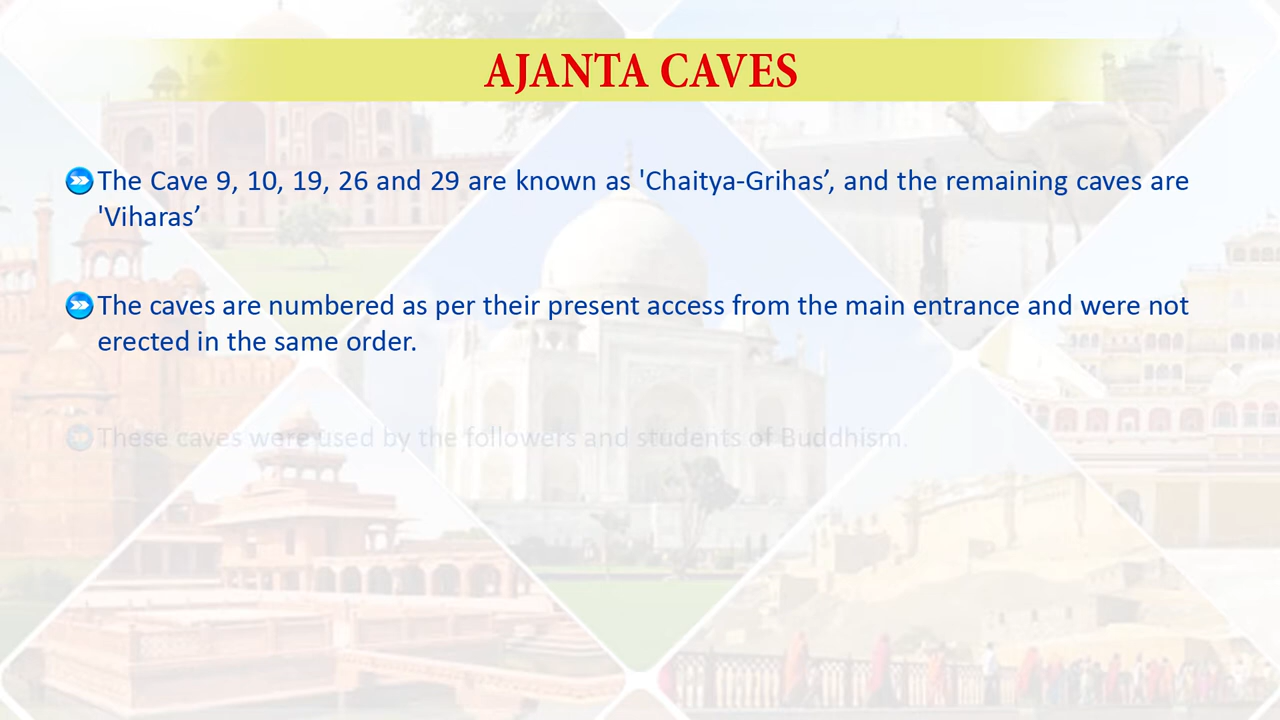 AJANTA CAVES
The Cave 9, 10, 19, 26 and 29 are known as 'Chaitya-Grihas’, and the remaining caves are
'Viharas’
The caves are numbered as per their present access from the main entrance and were not
erected in the same order.
These caves were used by the followers and students of Buddhism.